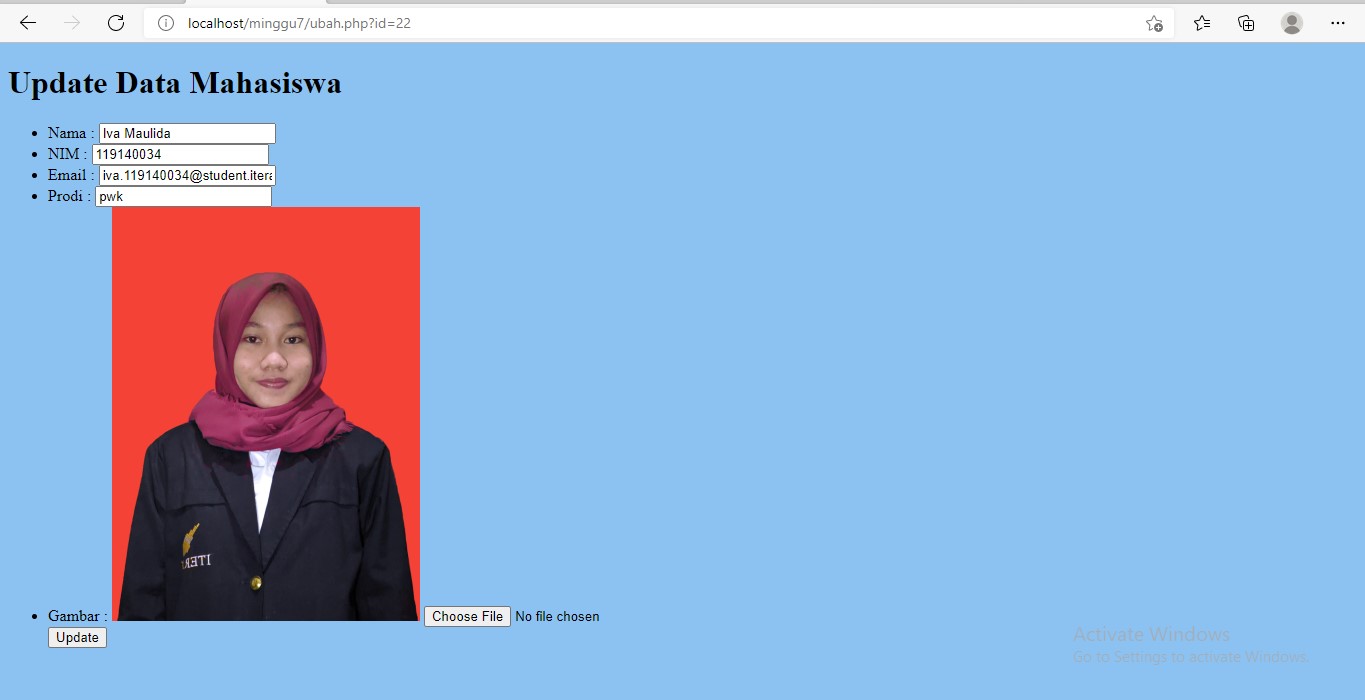 localhost/minggu7/ubah.php?id=22
Update Data Mahasiswa
Nama : Iva Maulida
NIM : 119140034
Email : iva.119140034@student.itera
Prodi : pwk
ITERA
Gambar : Choose File No file chosen
Update
Activate Windows
Go to Settings to activate Windows.